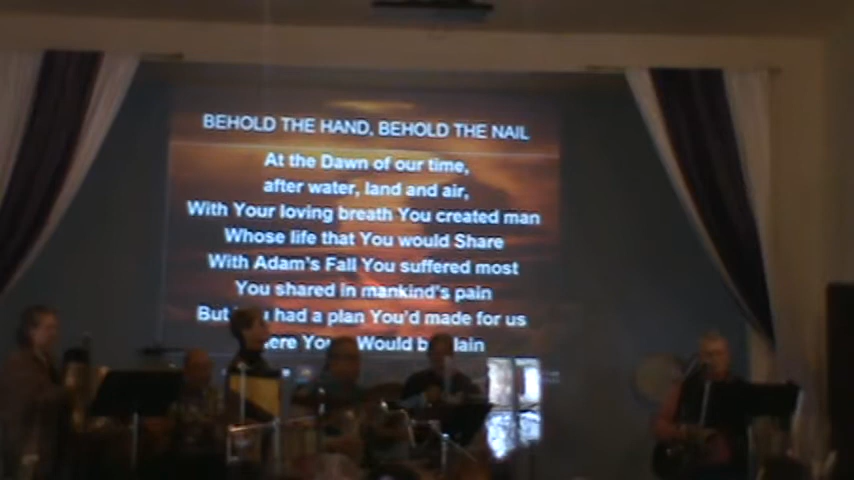 BEHOLD THE HAND, BEHOLD THE NAIL
At the Dawn of our time,
after water, land and air,
With Your loving breath You created man
Whose life that You would Share
With Adam's Fall You suffered most
You shared in mankind's pain
But had a plan You'd made for us
Would